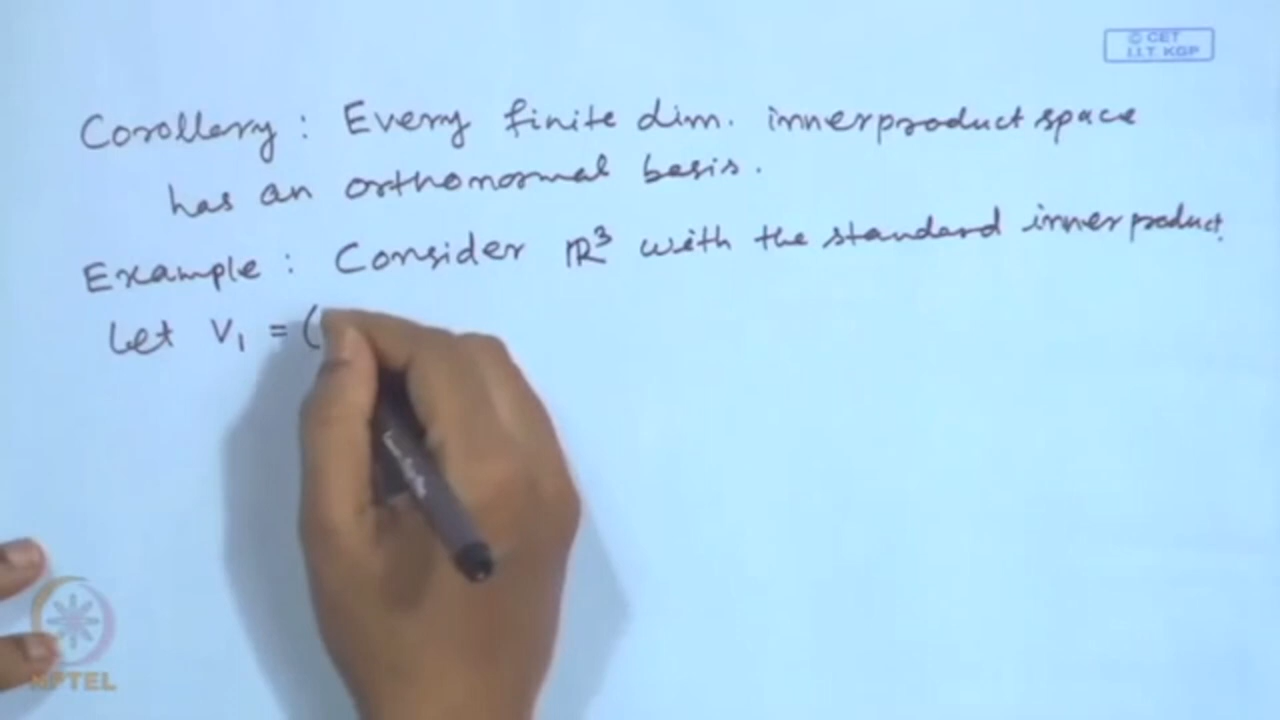 © CET
I.I.T. KGP
Corollery : Every finite dim. innerproduct space
has an orthonormal basis.
Example : Consider ℝ³ with the standard inner product.
Let V₁ = (
NPTEL